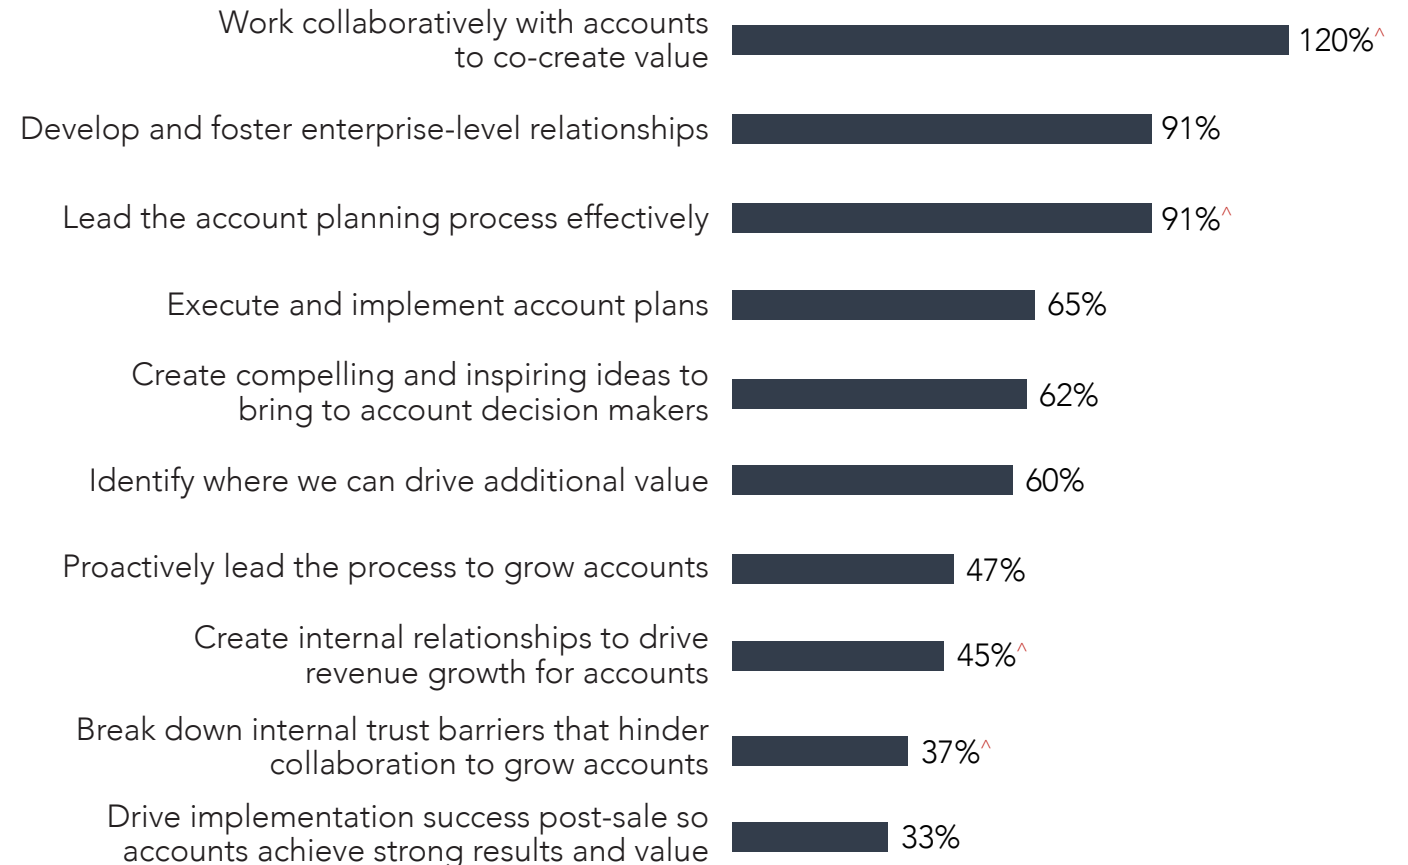 Work collaboratively with accounts
to co-create value
120%^
Develop and foster enterprise-level relationships
91%
Lead the account planning process effectively
91%^
Execute and implement account plans
65%
Create compelling and inspiring ideas to
bring to account decision makers
62%
Identify where we can drive additional value
60%
Proactively lead the process to grow accounts
47%
Create internal relationships to drive
revenue growth for accounts
45%^
Break down internal trust barriers that hinder
collaboration to grow accounts
37%^
Drive implementation success post-sale so
accounts achieve strong results and value
33%